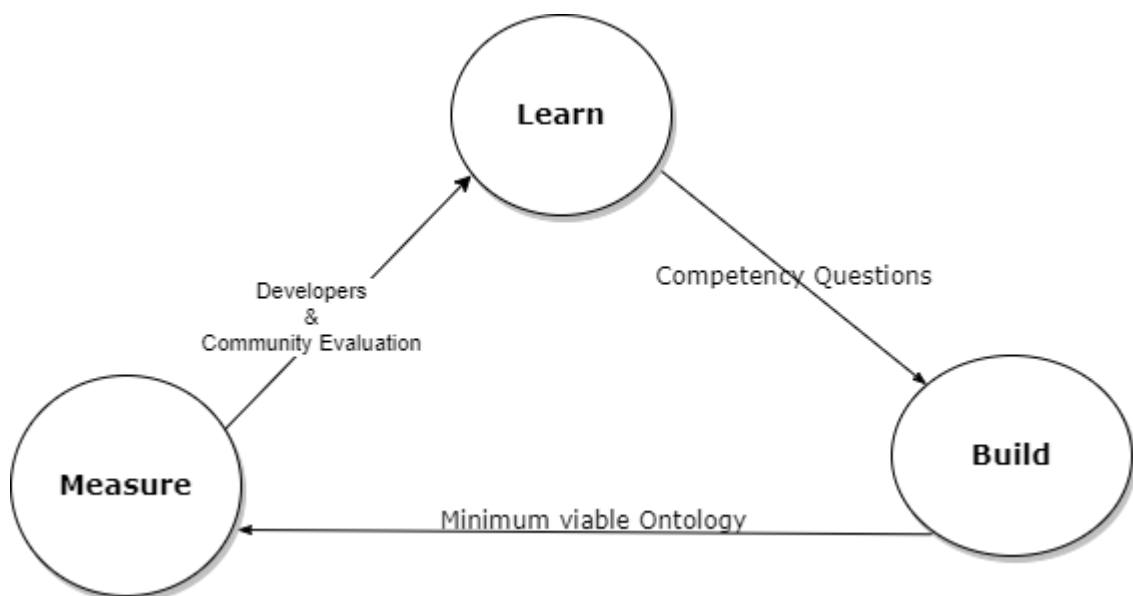 Learn
Competency Questions
Developers
&
Community Evaluation
Build
Measure
Minimum viable Ontology